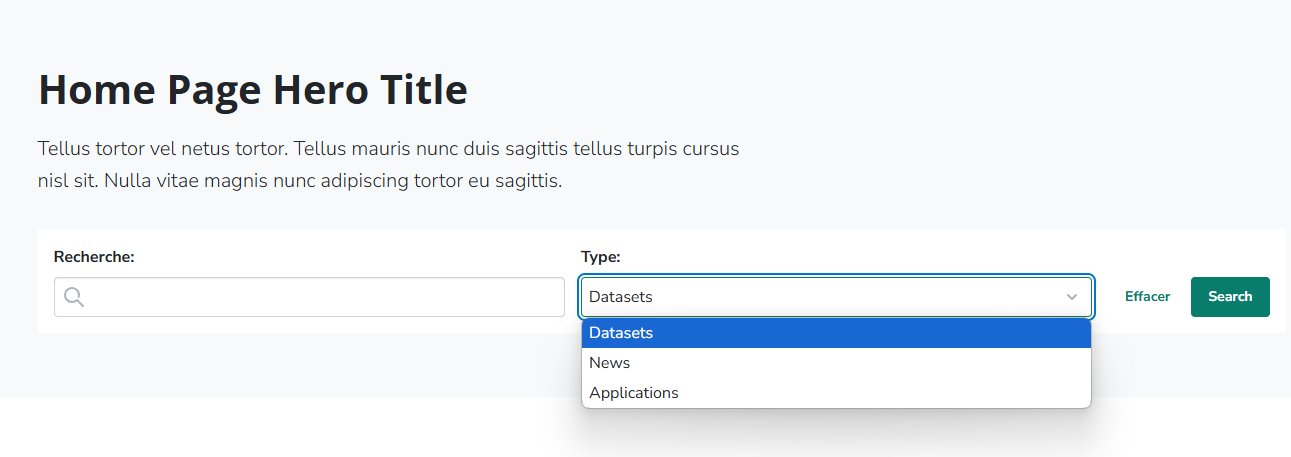 Home Page Hero Title
Tellus tortor vel netus tortor. Tellus mauris nunc duis sagittis tellus turpis cursus
nisl sit. Nulla vitae magnis nunc adipiscing tortor eu sagittis.
Recherche:
Type:
Datasets
Effacer
Search
Datasets
News
Applications